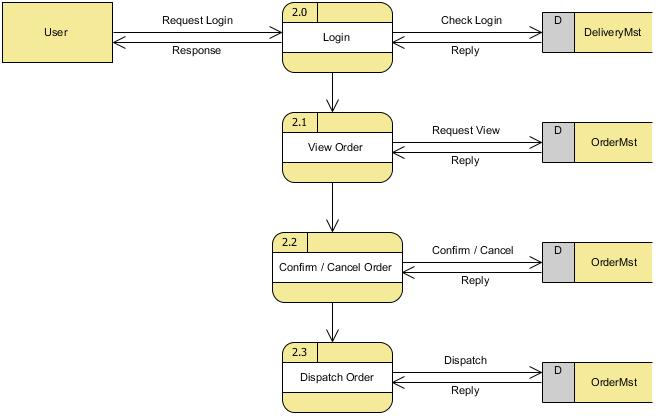 User
Request Login
Response
2.0
Login
Check Login
Reply
D
DeliveryMst
2.1
View Order
Request View
Reply
D
OrderMst
2.2
Confirm / Cancel Order
Confirm / Cancel
Reply
D
OrderMst
2.3
Dispatch Order
Dispatch
Reply
D
OrderMst